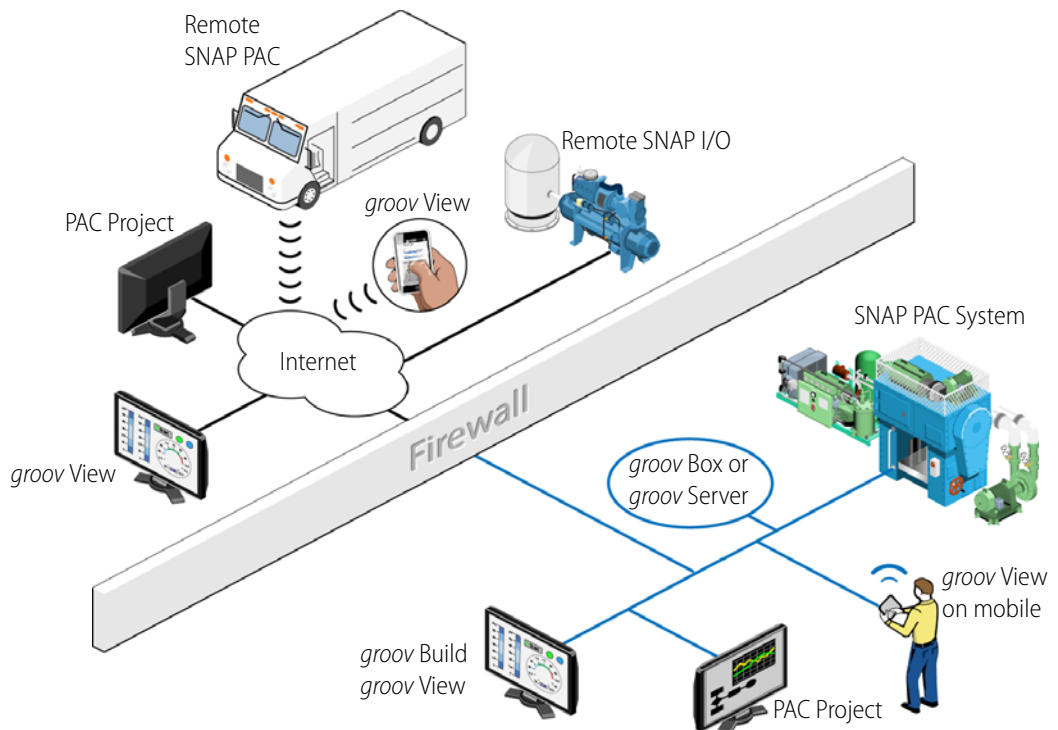 Remote
SNAP PAC
Remote SNAP I/O
groov View
PAC Project
SNAP PAC System
Internet
Firewall
groov View
groov Box or
groov Server
groov View
on mobile
groov Build
groov View
PAC Project